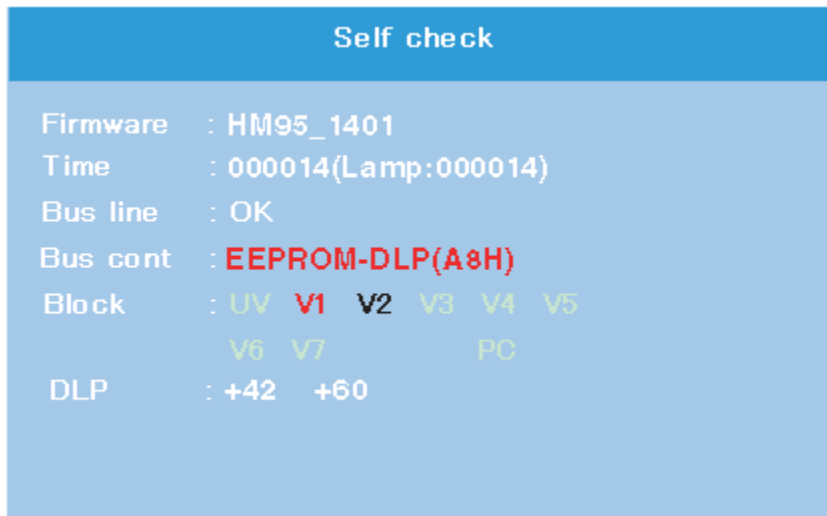 Self check
Firmware : HM95_1401
Time : 000014(Lamp:000014)
Bus line : OK
Bus cont : EEPROM-DLP(A8H)
Block : UV V1 V2 V3 V4 V5
V6 V7 PC
DLP : +42 +60